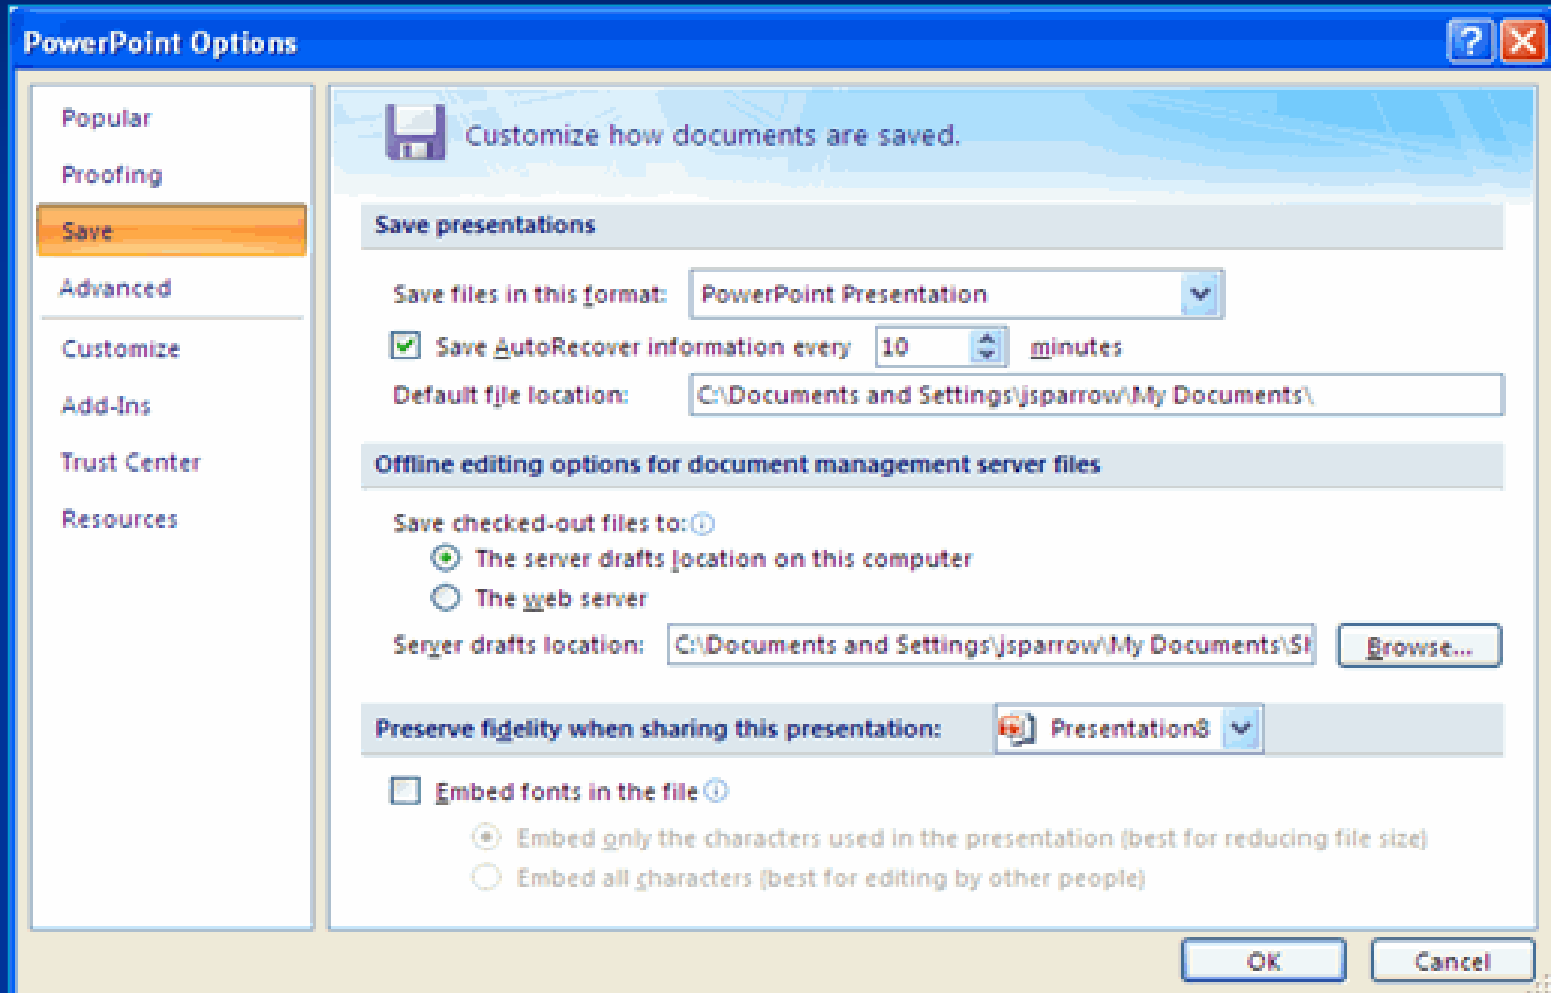 PowerPoint Options
Popular
Proofing
Save
Advanced
Customize
Add-Ins
Trust Center
Resources
Customize how documents are saved.
Save presentations
Save files in this format: PowerPoint Presentation
Save AutoRecover information every 10 minutes
Default file location: C:\Documents and Settings\jsparrow\My Documents\
Offline editing options for document management server files
Save checked-out files to:
The server drafts location on this computer
The web server
Server drafts location: C:\Documents and Settings\jsparrow\My Documents\SH Browse...
Preserve fidelity when sharing this presentation: Presentation8
Embed fonts in the file
Embed only the characters used in the presentation (best for reducing file size)
Embed all characters (best for editing by other people)
OK Cancel